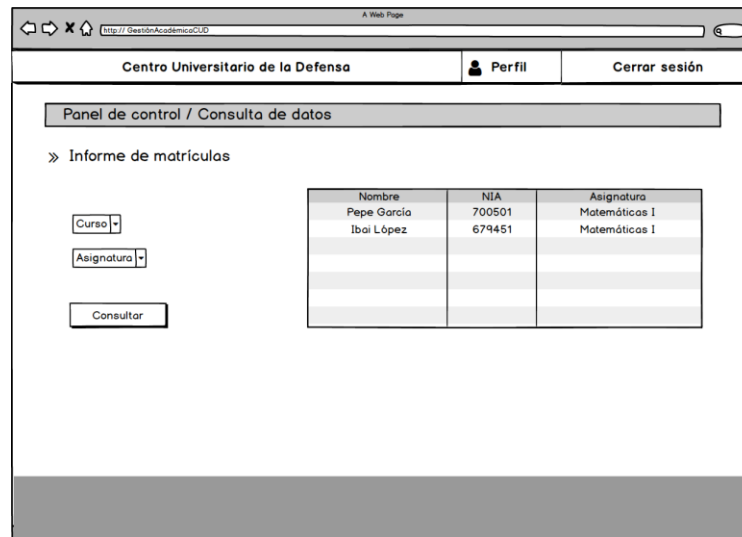 A Web Page
http:// GestiónAcadémicaCUD
Centro Universitario de la Defensa Perfil Cerrar sesión
Panel de control / Consulta de datos
» Informe de matrículas
Nombre NIA Asignatura
Pepe García 700501 Matemáticas I
Curso
Ibai López 679451 Matemáticas I
Asignatura
Consultar